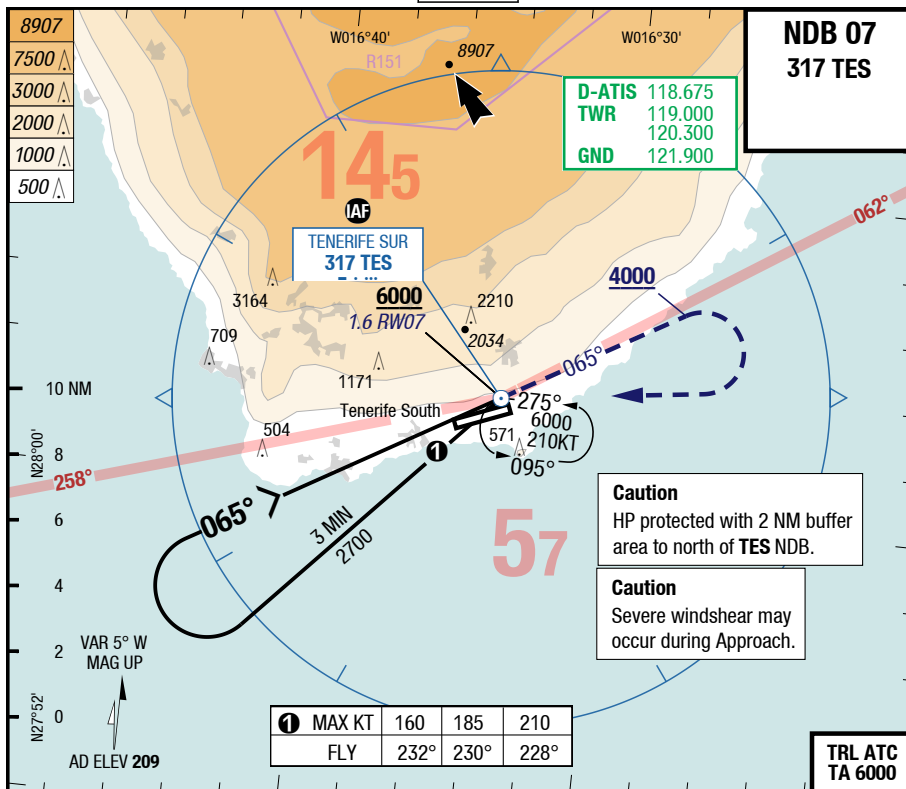 8907
7500
3000
2000
1000
500
W016°40'
W016°30'
R151
8907
NDB 07
317 TES
D-ATIS 118.675
TWR 119.000
120.300
GND 121.900
145
IAF
TENERIFE SUR
317 TES
062°
3164
6000
1.6 RW07
2210
2034
4000
709
1171
065°
10 NM
Tenerife South
275°
6000
210KT
571
095°
504
1
N28°00'
8
258°
065°
3 MIN
2700
57
6
4
2
0
Caution
HP protected with 2 NM buffer
area to north of TES NDB.
Caution
Severe windshear may
occur during Approach.
VAR 5° W
MAG UP
N27°52'
AD ELEV 209
1 MAX KT 160 185 210
FLY 232° 230° 228°
TRL ATC
TA 6000